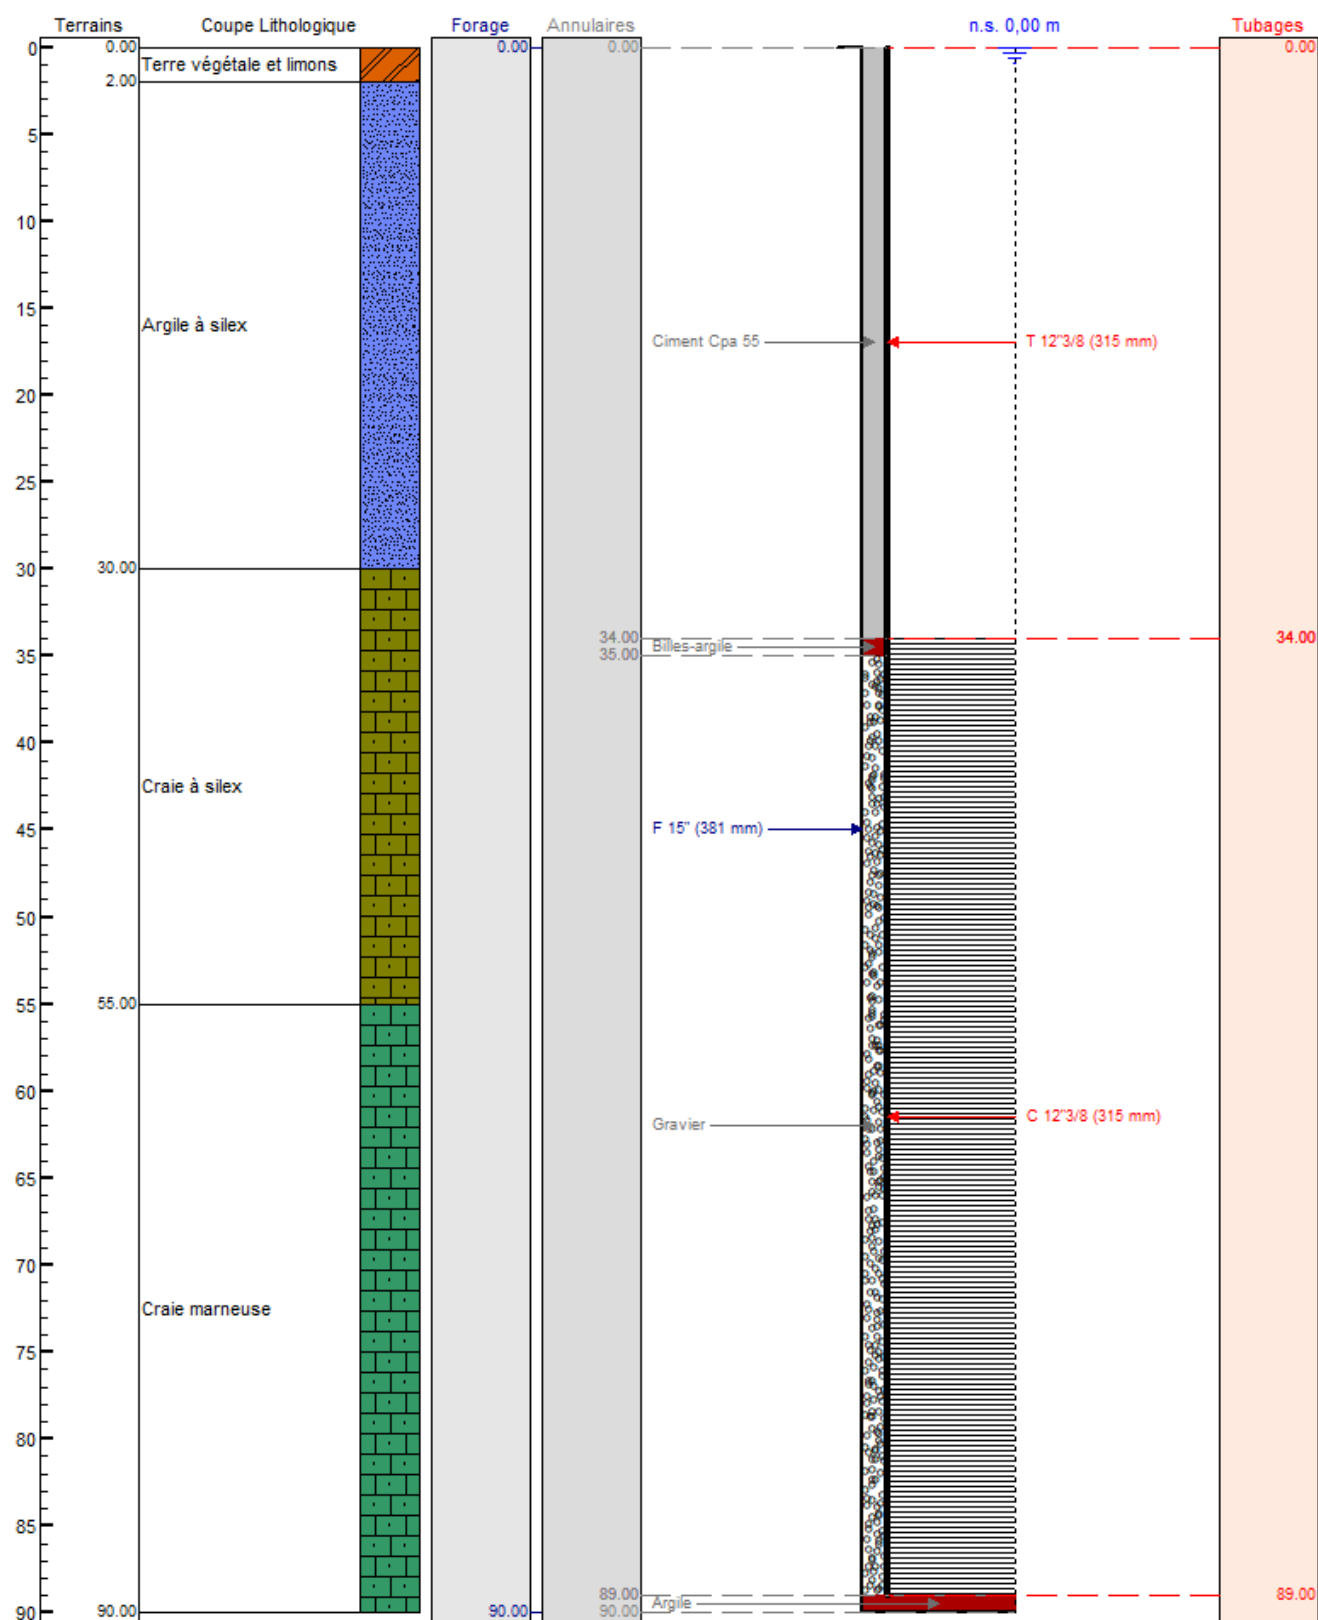 Terrains Coupe Lithologique Forage Annulaires n.s. 0,00 m Tubages
0 0.00 0.00 0.00 0.00
Terre végétale et limons
2.00
5
10
15
Argile à silex
Ciment Cpa 55 T 12"3/8 (315 mm)
20
25
30 30.00
34.00 34.00
Billes-argile
35 35.00
40
Craie à silex
45 F 15" (381 mm)
50
55 55.00
60
C 12"3/8 (315 mm)
Gravier
65
70
Craie marneuse
75
80
85
89.00 89.00
Argile
90 90.00 90.00 90.00